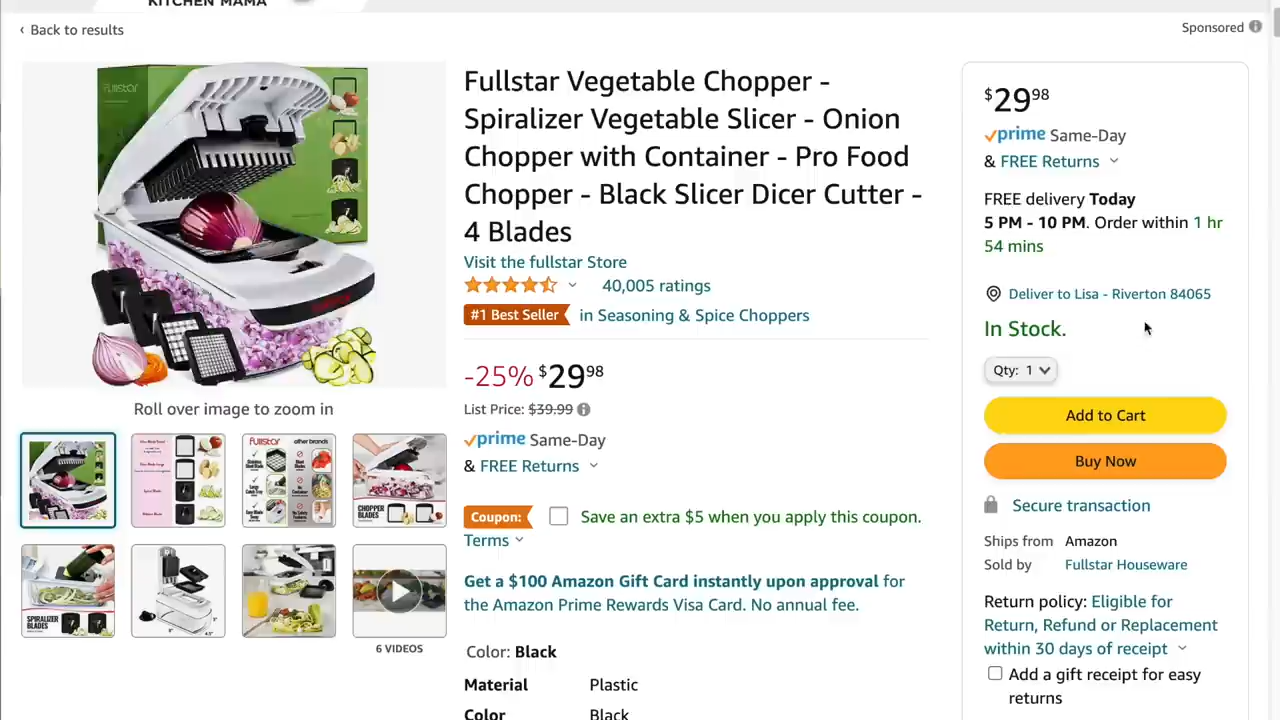 KITCHEN MAMA
‹ Back to results
Sponsored
Fullstar Vegetable Chopper -
Spiralizer Vegetable Slicer - Onion
Chopper with Container - Pro Food
Chopper - Black Slicer Dicer Cutter -
4 Blades
Visit the fullstar Store
40,005 ratings
#1 Best Seller in Seasoning & Spice Choppers
-25% $29 98
List Price: $39.99
prime Same-Day
& FREE Returns
Coupon: Save an extra $5 when you apply this coupon.
Terms
Get a $100 Amazon Gift Card instantly upon approval for
the Amazon Prime Rewards Visa Card. No annual fee.
Color: Black
Material Plastic
Color Black
Fullstar
Roll over image to zoom in
Fullstar other brands
CHOPPER
BLADES
SPIRALIZER
BLADES
6 VIDEOS
$29 98
prime Same-Day
& FREE Returns
FREE delivery Today
5 PM - 10 PM. Order within 1 hr
54 mins
Deliver to Lisa - Riverton 84065
In Stock.
Qty: 1
Add to Cart
Buy Now
Secure transaction
Ships from Amazon
Sold by Fullstar Houseware
Return policy: Eligible for
Return, Refund or Replacement
within 30 days of receipt
Add a gift receipt for easy
returns